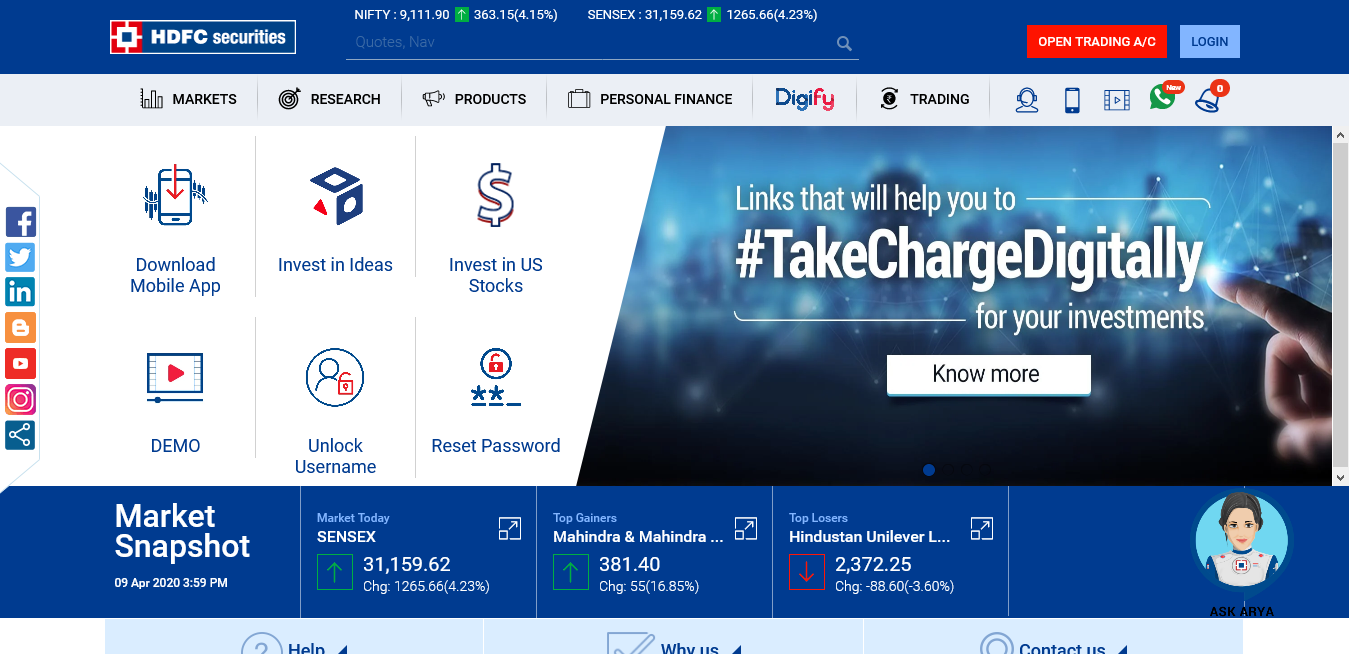 NIFTY : 9,111.90 363.15(4.15%) SENSEX : 31,159.62 1265.66(4.23%)
HDFC securities
Quotes, Nav
OPEN TRADING A/C LOGIN
MARKETS RESEARCH PRODUCTS PERSONAL FINANCE Digify TRADING New 0
Download
Mobile App
Invest in Ideas
Invest in US
Stocks
DEMO
Unlock
Username
Reset Password
Links that will help you to
#TakeChargeDigitally
for your investments
Know more
Market
Snapshot
09 Apr 2020 3:59 PM
Market Today
SENSEX
31,159.62
Chg: 1265.66(4.23%)
Top Gainers
Mahindra & Mahindra ...
381.40
Chg: 55(16.85%)
Top Losers
Hindustan Unilever L...
2,372.25
Chg: -88.60(-3.60%)
ASK ARYA
Help Why us Contact us